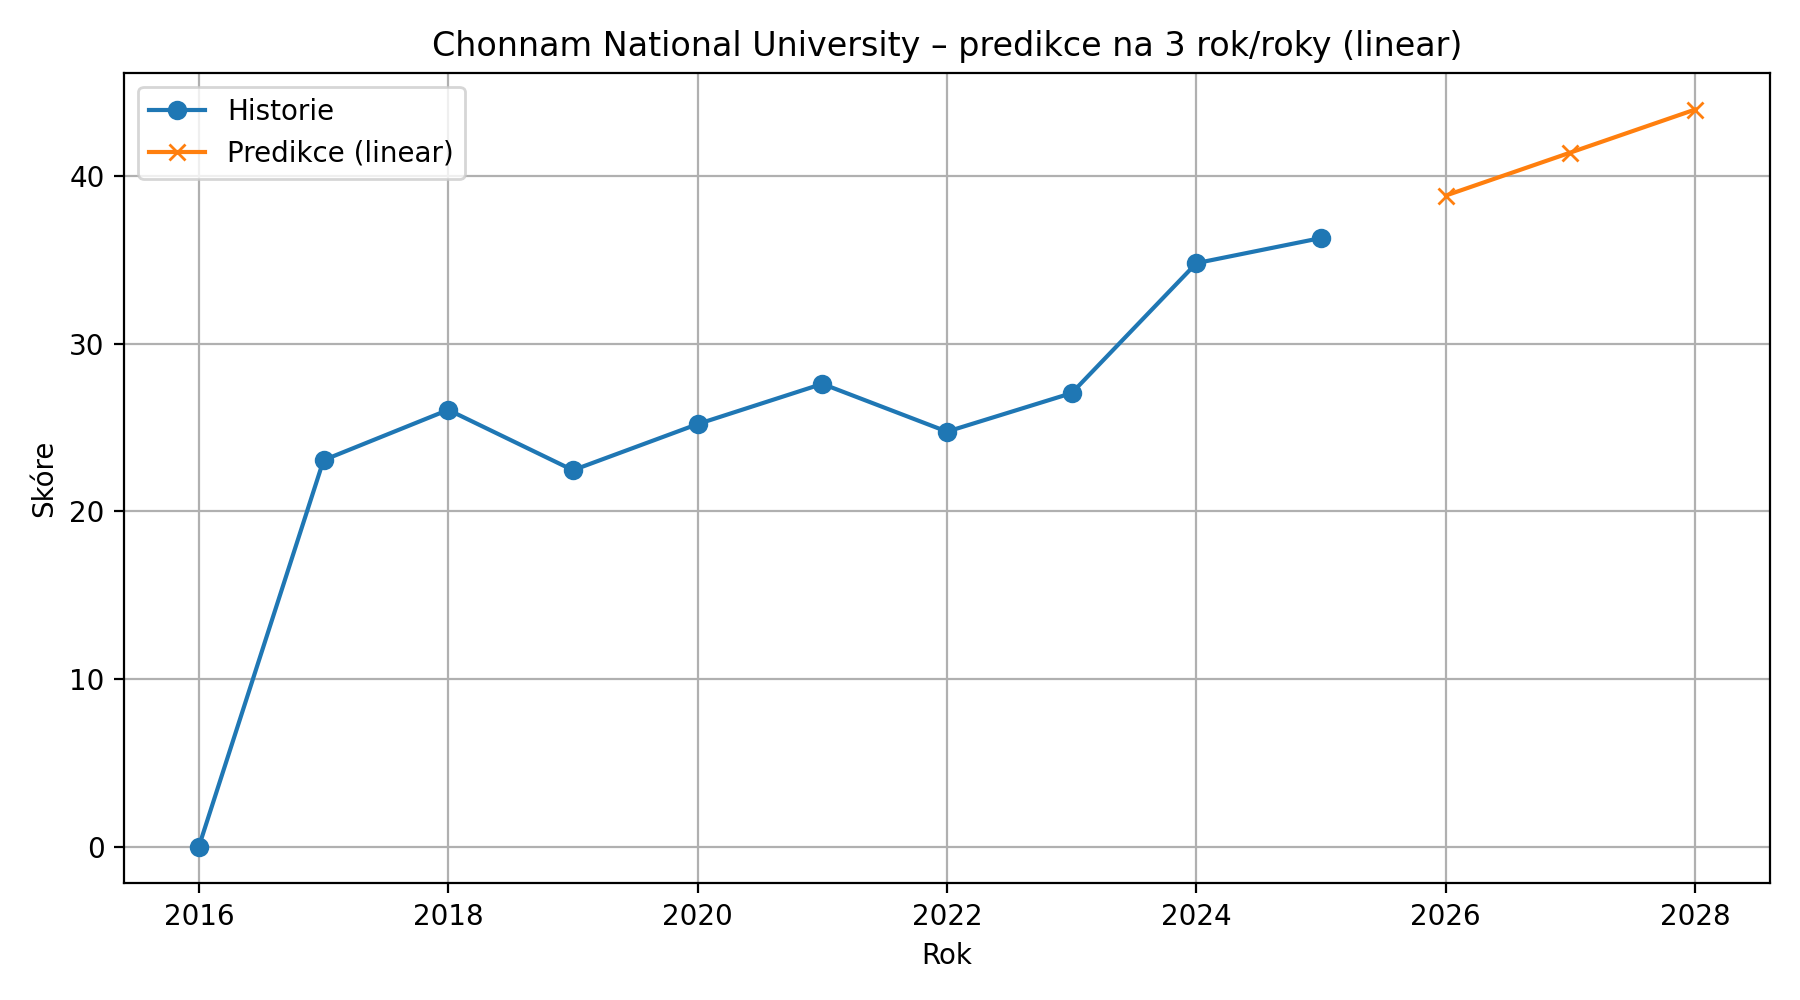 Chonnam National University – predikce na 3 rok/roky (linear)
Historie
Predikce (linear)
Skóre
40
30
20
10
0
2016 2018 2020 2022 2024 2026 2028
Rok